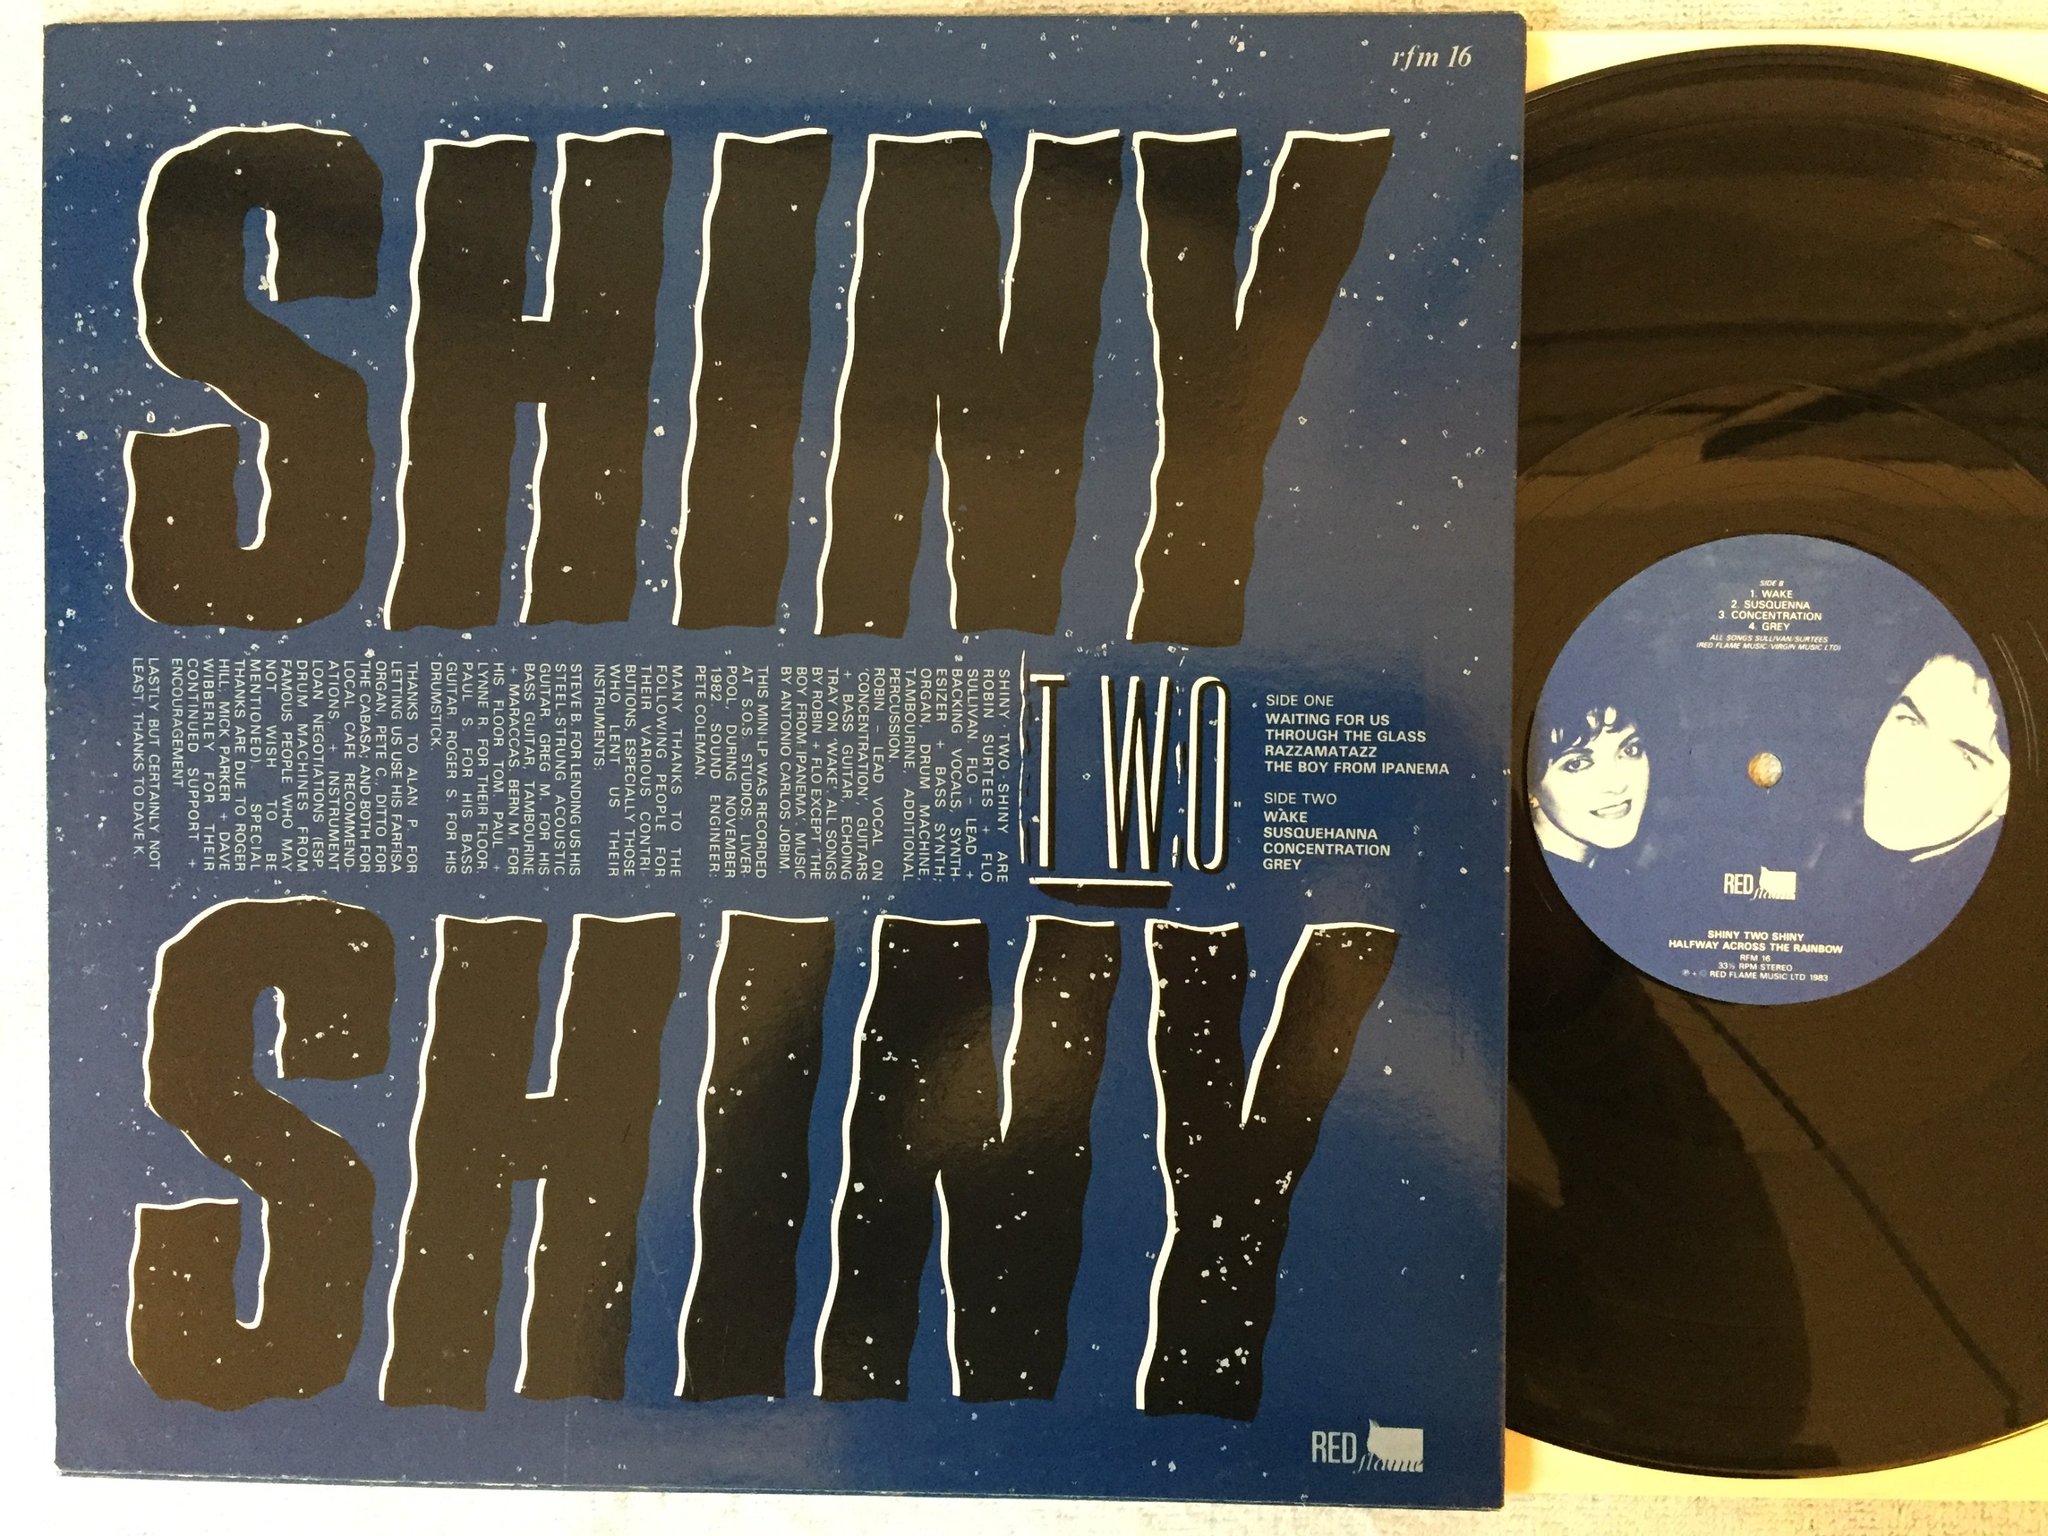 rfm 16
SHINY
TWO
SHINY
SIDE ONE
WAITING FOR US
THROUGH THE GLASS
RAZZAMATAZZ
THE BOY FROM IPANEMA
SIDE TWO
WAKE
SUSQUEHANNA
CONCENTRATION
GREY
SHINY TWO SHINY ARE
ROBIN SURTEES + FLO
SULLIVAN. FLO – LEAD +
BACKING VOCALS, SYNTH-
ESIZER + BASS SYNTH;
ORGAN, DRUM MACHINE,
TAMBOURINE, ADDITIONAL
PERCUSSION.
ROBIN – LEAD VOCAL ON
'CONCENTRATION', GUITARS
+ BASS GUITAR, ECHOING
TRAY ON 'WAKE'. ALL SONGS
BY ROBIN + FLO EXCEPT 'THE
BOY FROM IPANEMA', MUSIC
BY ANTONIO CARLOS JOBIM.
THIS MINI-LP WAS RECORDED
AT S.O.S. STUDIOS, LIVER-
POOL, DURING NOVEMBER
1982. SOUND ENGINEER:
PETE COLEMAN.
MANY THANKS TO THE
FOLLOWING PEOPLE FOR
THEIR VARIOUS CONTRI-
BUTIONS, ESPECIALLY THOSE
WHO LENT US THEIR
INSTRUMENTS:
STEVE B. FOR LENDING US HIS
STEEL-STRUNG ACOUSTIC
GUITAR, GREG M. FOR HIS
BASS GUITAR, TAMBOURINE
+ MARACCAS, BERN M. FOR
HIS FLOOR TOM, PAUL +
LYNNE R. FOR THEIR FLOOR,
PAUL S. FOR HIS BASS
GUITAR, ROGER S. FOR HIS
DRUMSTICK.
THANKS TO ALAN P. FOR
LETTING US USE HIS FARFISA
ORGAN, PETE C. DITTO FOR
THE CABASA; AND BOTH FOR
LOCAL CAFE RECOMMEND-
ATIONS, + INSTRUMENT
LOAN NEGOTIATIONS (ESP.
DRUM MACHINES FROM
FAMOUS PEOPLE WHO MAY
NOT WISH TO BE
MENTIONED). SPECIAL
THANKS ARE DUE TO ROGER
HILL, MICK PARKER + DAVE
WIBBERLEY FOR THEIR
CONTINUED SUPPORT +
ENCOURAGEMENT
LASTLY, BUT CERTAINLY NOT
LEAST, THANKS TO DAVE K.
RED flame
SIDE B
1. WAKE
2. SUSQUENNA
3. CONCENTRATION
4. GREY
ALL SONGS SULLIVAN/SURTEES
(RED FLAME MUSIC/VIRGIN MUSIC LTD)
RED flame
SHINY TWO SHINY
HALFWAY ACROSS THE RAINBOW
RFM 16
33⅓ RPM STEREO
℗ + © RED FLAME MUSIC LTD 1983